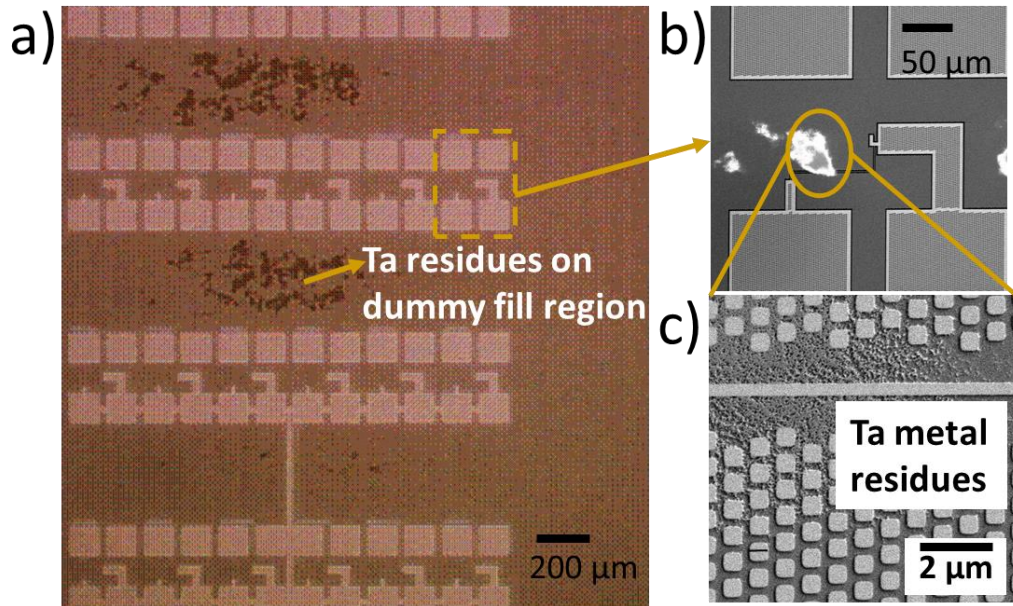 a)
Ta residues on
dummy fill region
200 µm
b)
50 µm
c)
Ta metal
residues
2 µm